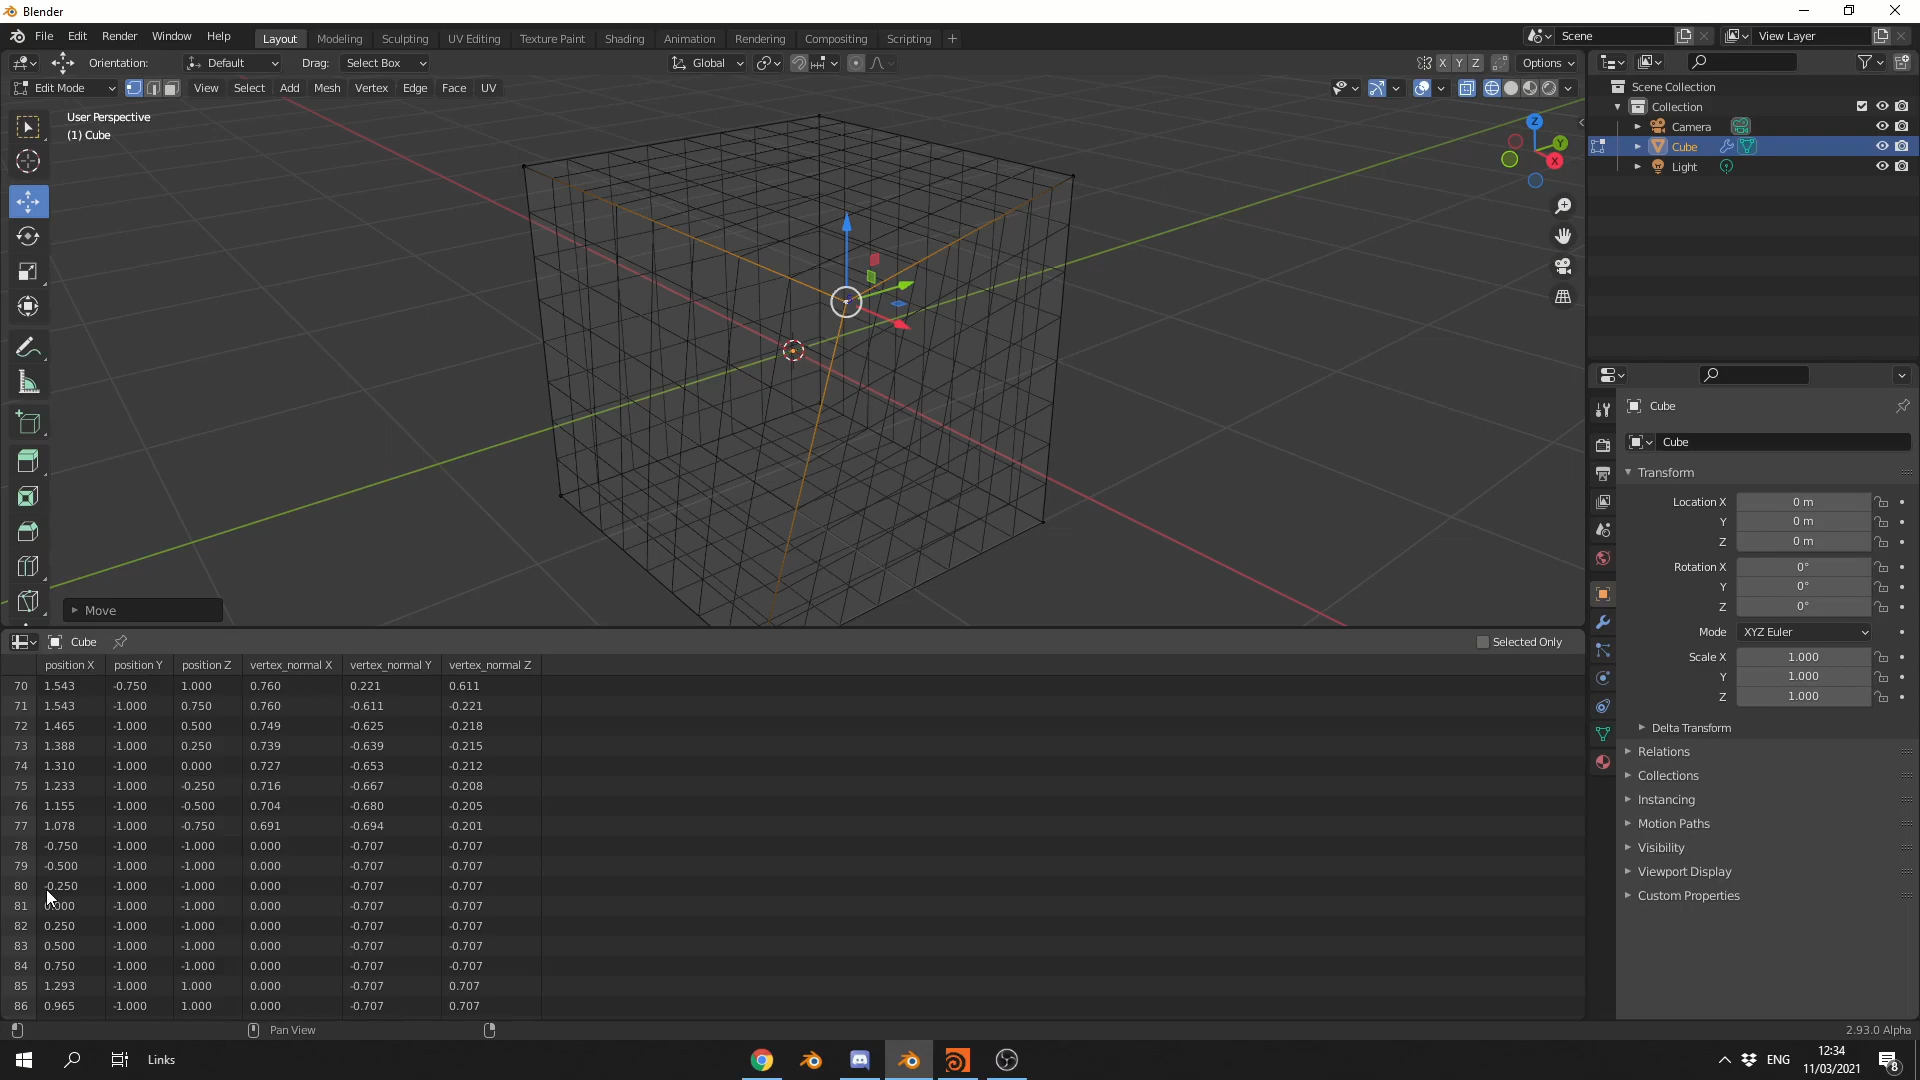 Blender
File Edit Render Window Help
Layout Modeling Sculpting UV Editing Texture Paint Shading Animation Rendering Compositing Scripting +
Scene
View Layer
Orientation: Default Drag: Select Box Global X Y Z Options
Edit Mode View Select Add Mesh Vertex Edge Face UV
User Perspective
(1) Cube
Z
Y
X
Move
Scene Collection
Collection
Camera
Cube
Light
Cube
Cube
Transform
Location X 0 m
Y 0 m
Z 0 m
Rotation X 0°
Y 0°
Z 0°
Mode XYZ Euler
Scale X 1.000
Y 1.000
Z 1.000
Delta Transform
Relations
Collections
Instancing
Motion Paths
Visibility
Viewport Display
Custom Properties
Cube Selected Only
position X position Y position Z vertex_normal X vertex_normal Y vertex_normal Z
70 1.543 -0.750 1.000 0.760 0.221 0.611
71 1.543 -1.000 0.750 0.760 -0.611 -0.221
72 1.465 -1.000 0.500 0.749 -0.625 -0.218
73 1.388 -1.000 0.250 0.739 -0.639 -0.215
74 1.310 -1.000 0.000 0.727 -0.653 -0.212
75 1.233 -1.000 -0.250 0.716 -0.667 -0.208
76 1.155 -1.000 -0.500 0.704 -0.680 -0.205
77 1.078 -1.000 -0.750 0.691 -0.694 -0.201
78 -0.750 -1.000 -1.000 0.000 -0.707 -0.707
79 -0.500 -1.000 -1.000 0.000 -0.707 -0.707
80 -0.250 -1.000 -1.000 0.000 -0.707 -0.707
81 0.000 -1.000 -1.000 0.000 -0.707 -0.707
82 0.250 -1.000 -1.000 0.000 -0.707 -0.707
83 0.500 -1.000 -1.000 0.000 -0.707 -0.707
84 0.750 -1.000 -1.000 0.000 -0.707 -0.707
85 1.293 -1.000 1.000 0.000 -0.707 0.707
86 0.965 -1.000 1.000 0.000 -0.707 0.707
Pan View
2.93.0 Alpha
Links
ENG
12:34
11/03/2021
8